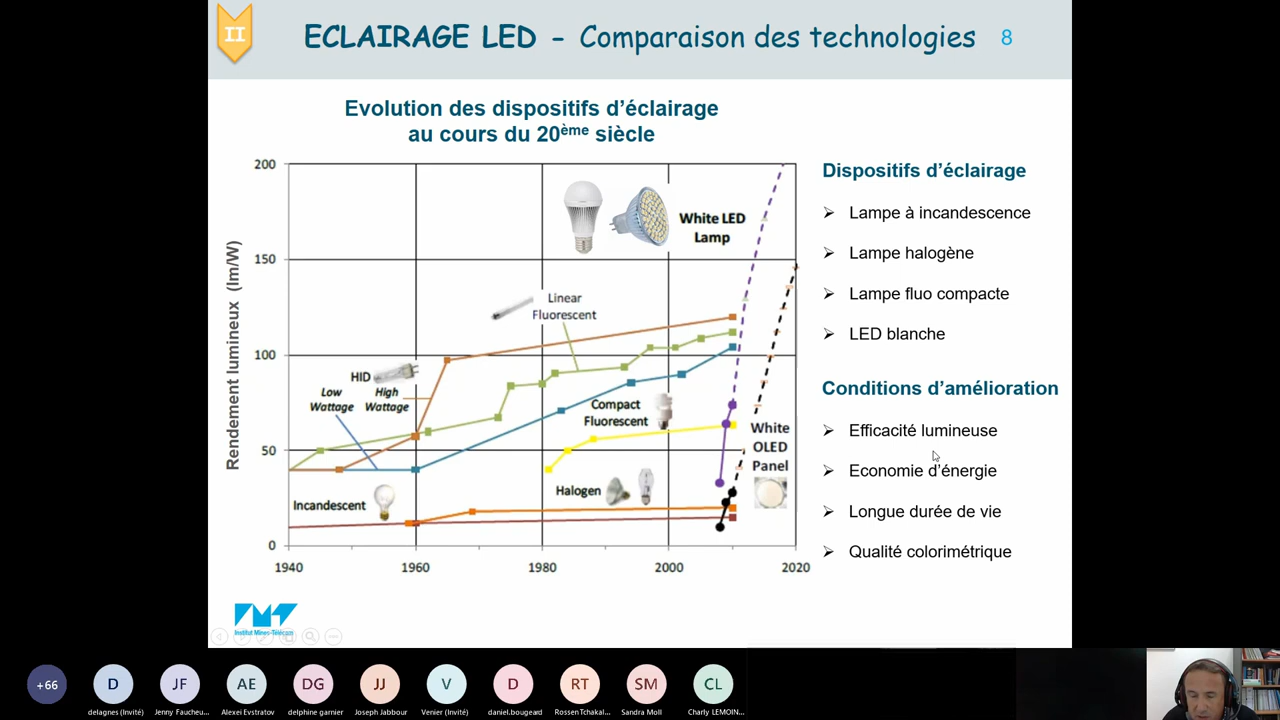 II
ECLAIRAGE LED - Comparaison des technologies
8
Evolution des dispositifs d'éclairage
au cours du 20ème siècle
Rendement lumineux (lm/W)
200
150
100
50
0
1940
1960
1980
2000
2020
White LED
Lamp
Linear
Fluorescent
HID
Low
Wattage
High
Wattage
Compact
Fluorescent
White
OLED
Panel
Halogen
Incandescent
Dispositifs d'éclairage
Lampe à incandescence
Lampe halogène
Lampe fluo compacte
LED blanche
Conditions d'amélioration
Efficacité lumineuse
Economie d'énergie
Longue durée de vie
Qualité colorimétrique
Institut Mines-Télécom
+66
D
JF
AE
DG
JJ
V
D
RT
SM
CL
delagnes (Invité)
Jenny Faucheu...
Alexei Evstratov
delphine garnier
Joseph Jabbour
Venier (Invité)
daniel.bougeard
Rossen Tchakal...
Sandra Moll
Charly LEMOIN...